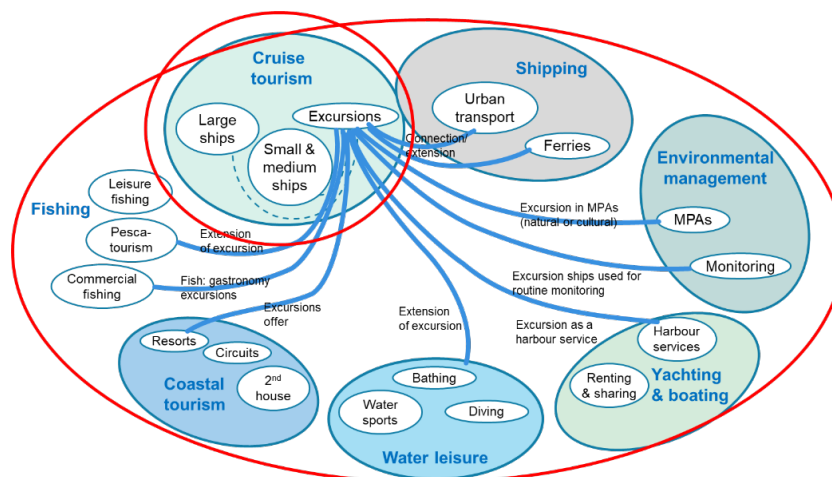 Cruise
tourism
Large
ships
Excursions
Small &
medium
ships
Shipping
Urban
transport
Ferries
Connection/
extension
Environmental
management
MPAs
Monitoring
Excursion in MPAs
(natural or cultural)
Excursion ships used for
routine monitoring
Fishing
Leisure
fishing
Pesca-
tourism
Commercial
fishing
Extension
of excursion
Fish: gastronomy
excursions
Excursions
offer
Resorts
Circuits
2nd
house
Coastal
tourism
Extension
of excursion
Bathing
Water
sports
Diving
Water leisure
Excursion as a
harbour service
Harbour
services
Renting
& sharing
Yachting
& boating